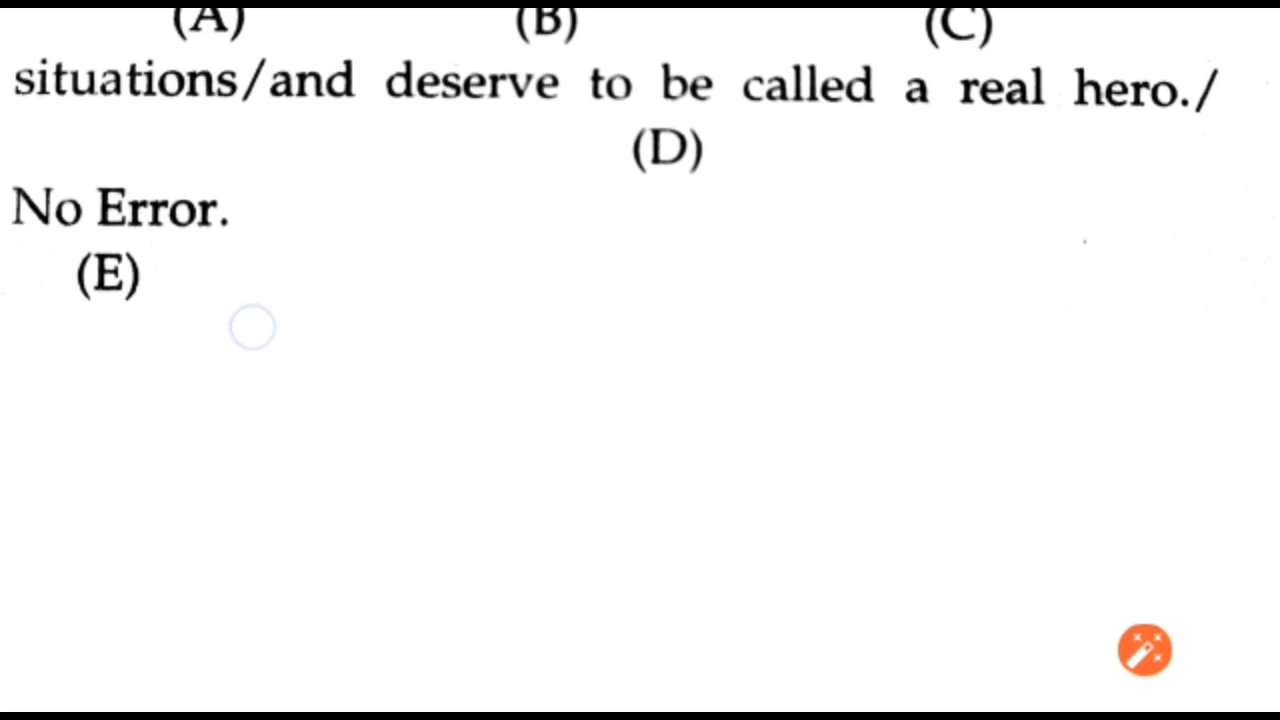 (A) (B) (C)
situations/and deserve to be called a real hero./
(D)
No Error.
(E)